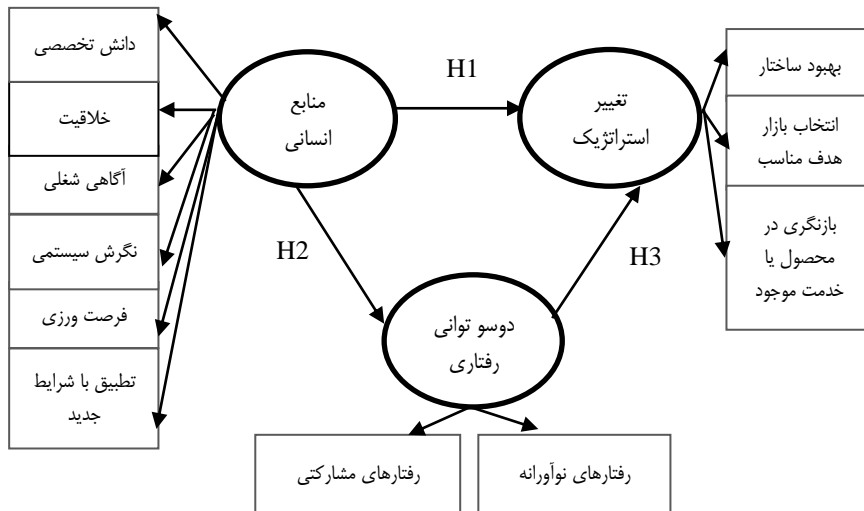 دانش تخصصی
خلاقیت
آگاهی شغلی
نگرش سیستمی
فرصت ورزی
تطبیق با شرایط
جدید
منابع
انسانی
H1
H2
H3
تغییر
استراتژیک
دوسو توانی
رفتاری
بهبود ساختار
انتخاب بازار
هدف مناسب
بازنگری در
محصول یا
خدمت موجود
رفتارهای مشارکتی
رفتارهای نوآورانه